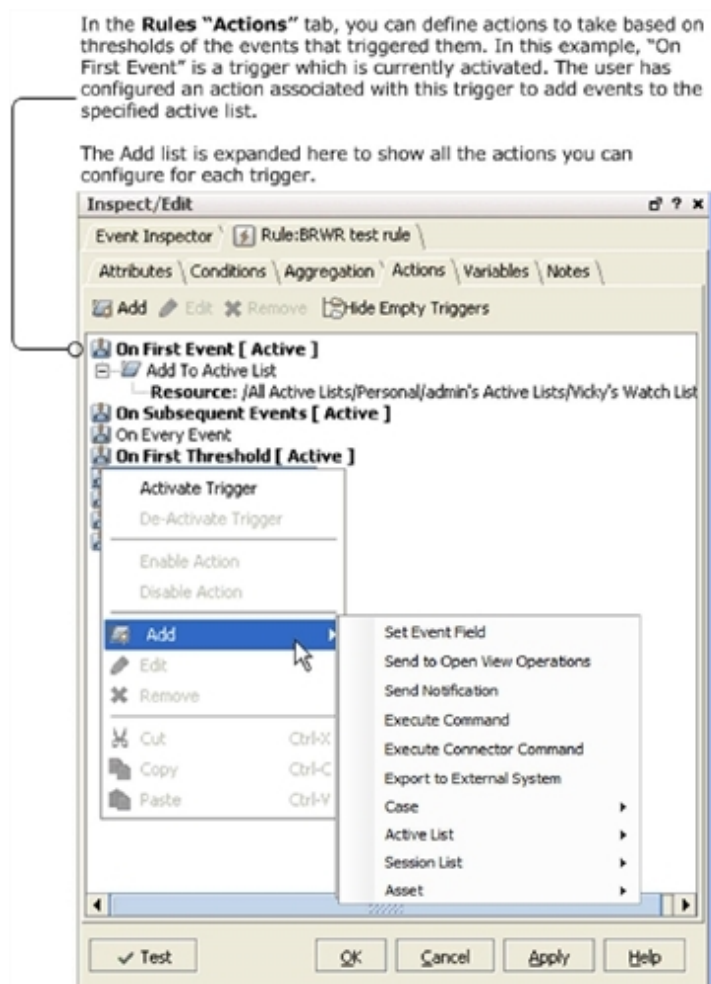 In the Rules “Actions” tab, you can define actions to take based on
thresholds of the events that triggered them. In this example, “On
First Event” is a trigger which is currently activated. The user has
configured an action associated with this trigger to add events to the
specified active list.
The Add list is expanded here to show all the actions you can
configure for each trigger.
Inspect/Edit
Event Inspector Rule:BRWR test rule
Attributes Conditions Aggregation Actions Variables Notes
Add Edit Remove Hide Empty Triggers
On First Event [ Active ]
Add To Active List
Resource: /All Active Lists/Personal/admin's Active Lists/Vicky's Watch List
On Subsequent Events [ Active ]
On Every Event
On First Threshold [ Active ]
Activate Trigger
De-Activate Trigger
Enable Action
Disable Action
Add
Edit
Remove
Cut Ctrl-X
Copy Ctrl-C
Paste Ctrl-V
Set Event Field
Send to Open View Operations
Send Notification
Execute Command
Execute Connector Command
Export to External System
Case
Active List
Session List
Asset
Test OK Cancel Apply Help